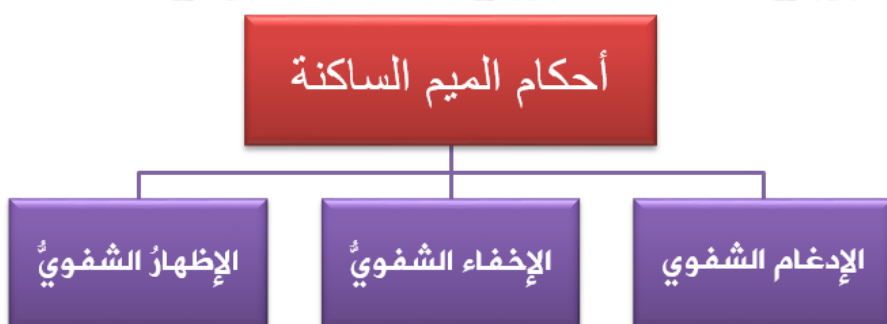 أحكام الميم الساكنة
الإدغام الشفوي
الإخفاء الشفويُّ
الإظهارُ الشفويُّ